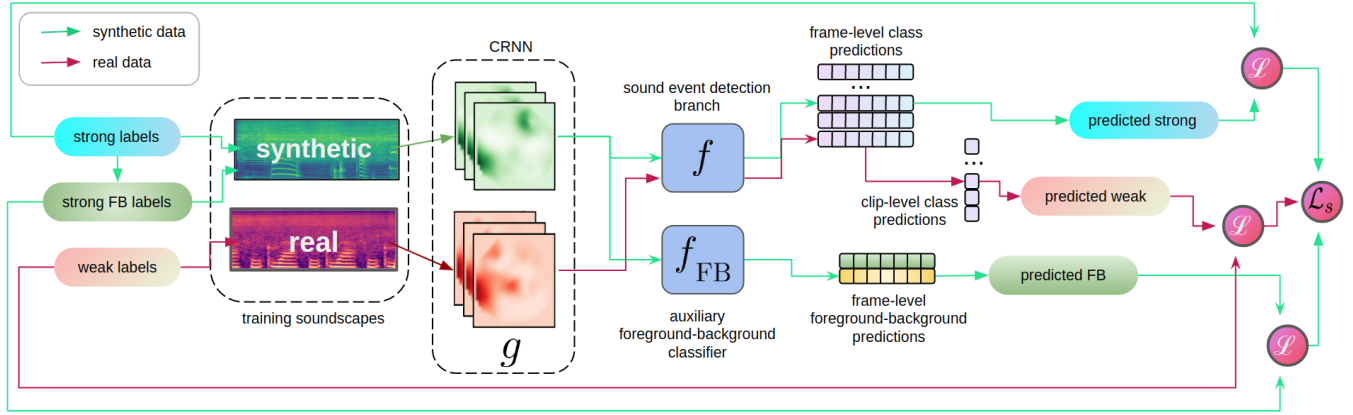 synthetic data
real data
strong labels
strong FB labels
weak labels
synthetic
real
training soundscapes
CRNN
g
sound event detection
branch
f
f FB
auxiliary
foreground-background
classifier
frame-level class
predictions
...
...
clip-level class
predictions
frame-level
foreground-background
predictions
predicted strong
predicted weak
predicted FB
ℒ
ℒ
ℒ
ℒs